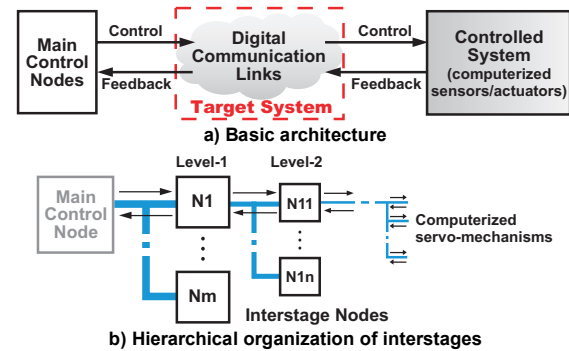 Main
Control
Nodes
Control
Feedback
Digital
Communication
Links
Target System
Control
Feedback
Controlled
System
(computerized
sensors/actuators)
a) Basic architecture
Level-1
Level-2
Main
Control
Node
N1
N11
Computerized
servo-mechanisms
Nm
N1n
Interstage Nodes
b) Hierarchical organization of interstages